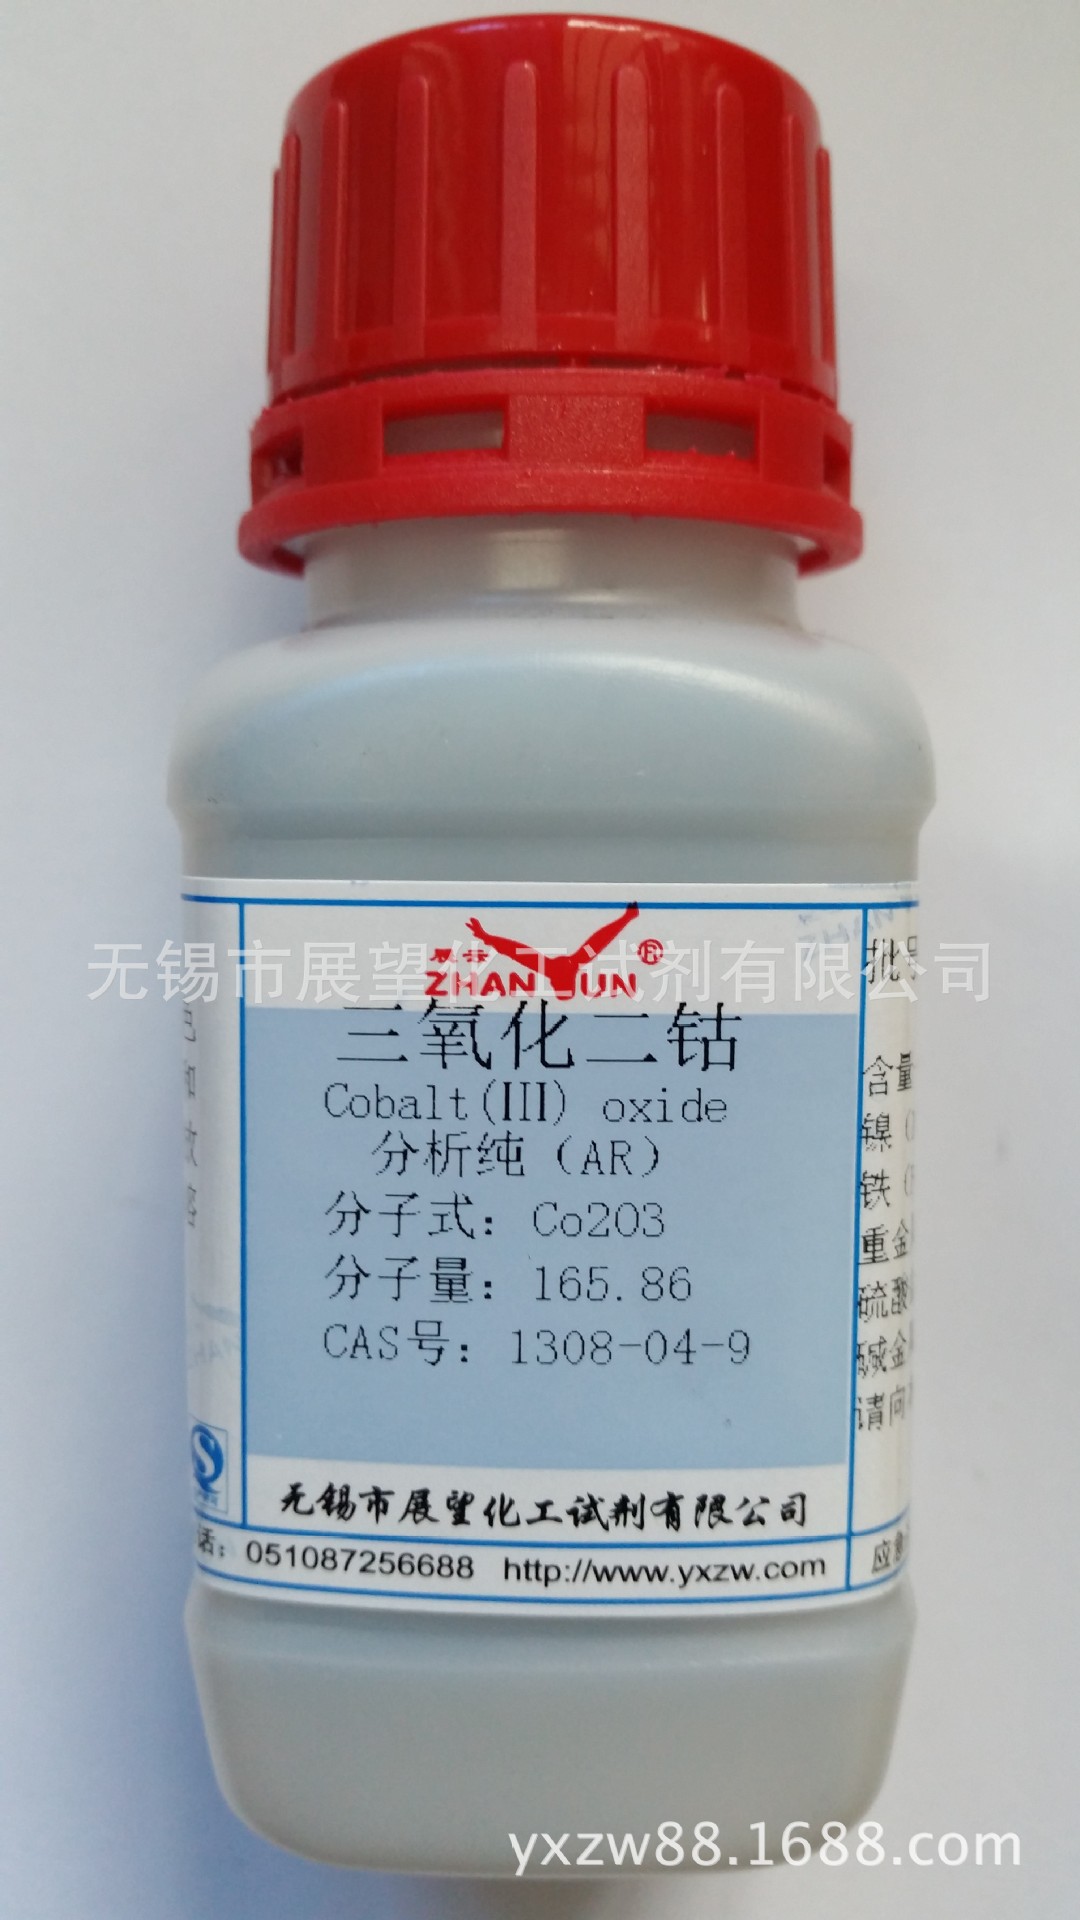 展云
ZHANYUN®
无锡市展望化工试剂有限公司
三氧化二钴
Cobalt(III) oxide
分析纯（AR）
分子式：Co2O3
分子量：165.86
CAS号：1308-04-9
无锡市展望化工试剂有限公司
话：051087256688 http://www.yxzw.com
批号
含量
镍（
铁（
重金
硫酸
碱金
请向
应急
yxzw88.1688.com